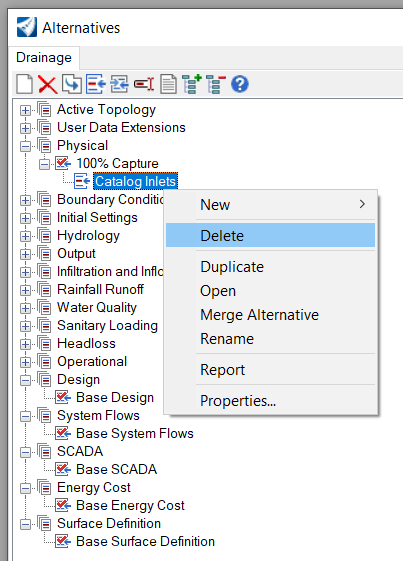 Alternatives
Drainage
Active Topology
User Data Extensions
Physical
100% Capture
Catalog Inlets
Boundary Conditio
Initial Settings
Hydrology
Output
Infiltration and Inflo
Rainfall Runoff
Water Quality
Sanitary Loading
Headloss
Operational
Design
Base Design
System Flows
Base System Flows
SCADA
Base SCADA
Energy Cost
Base Energy Cost
Surface Definition
Base Surface Definition
New
Delete
Duplicate
Open
Merge Alternative
Rename
Report
Properties...